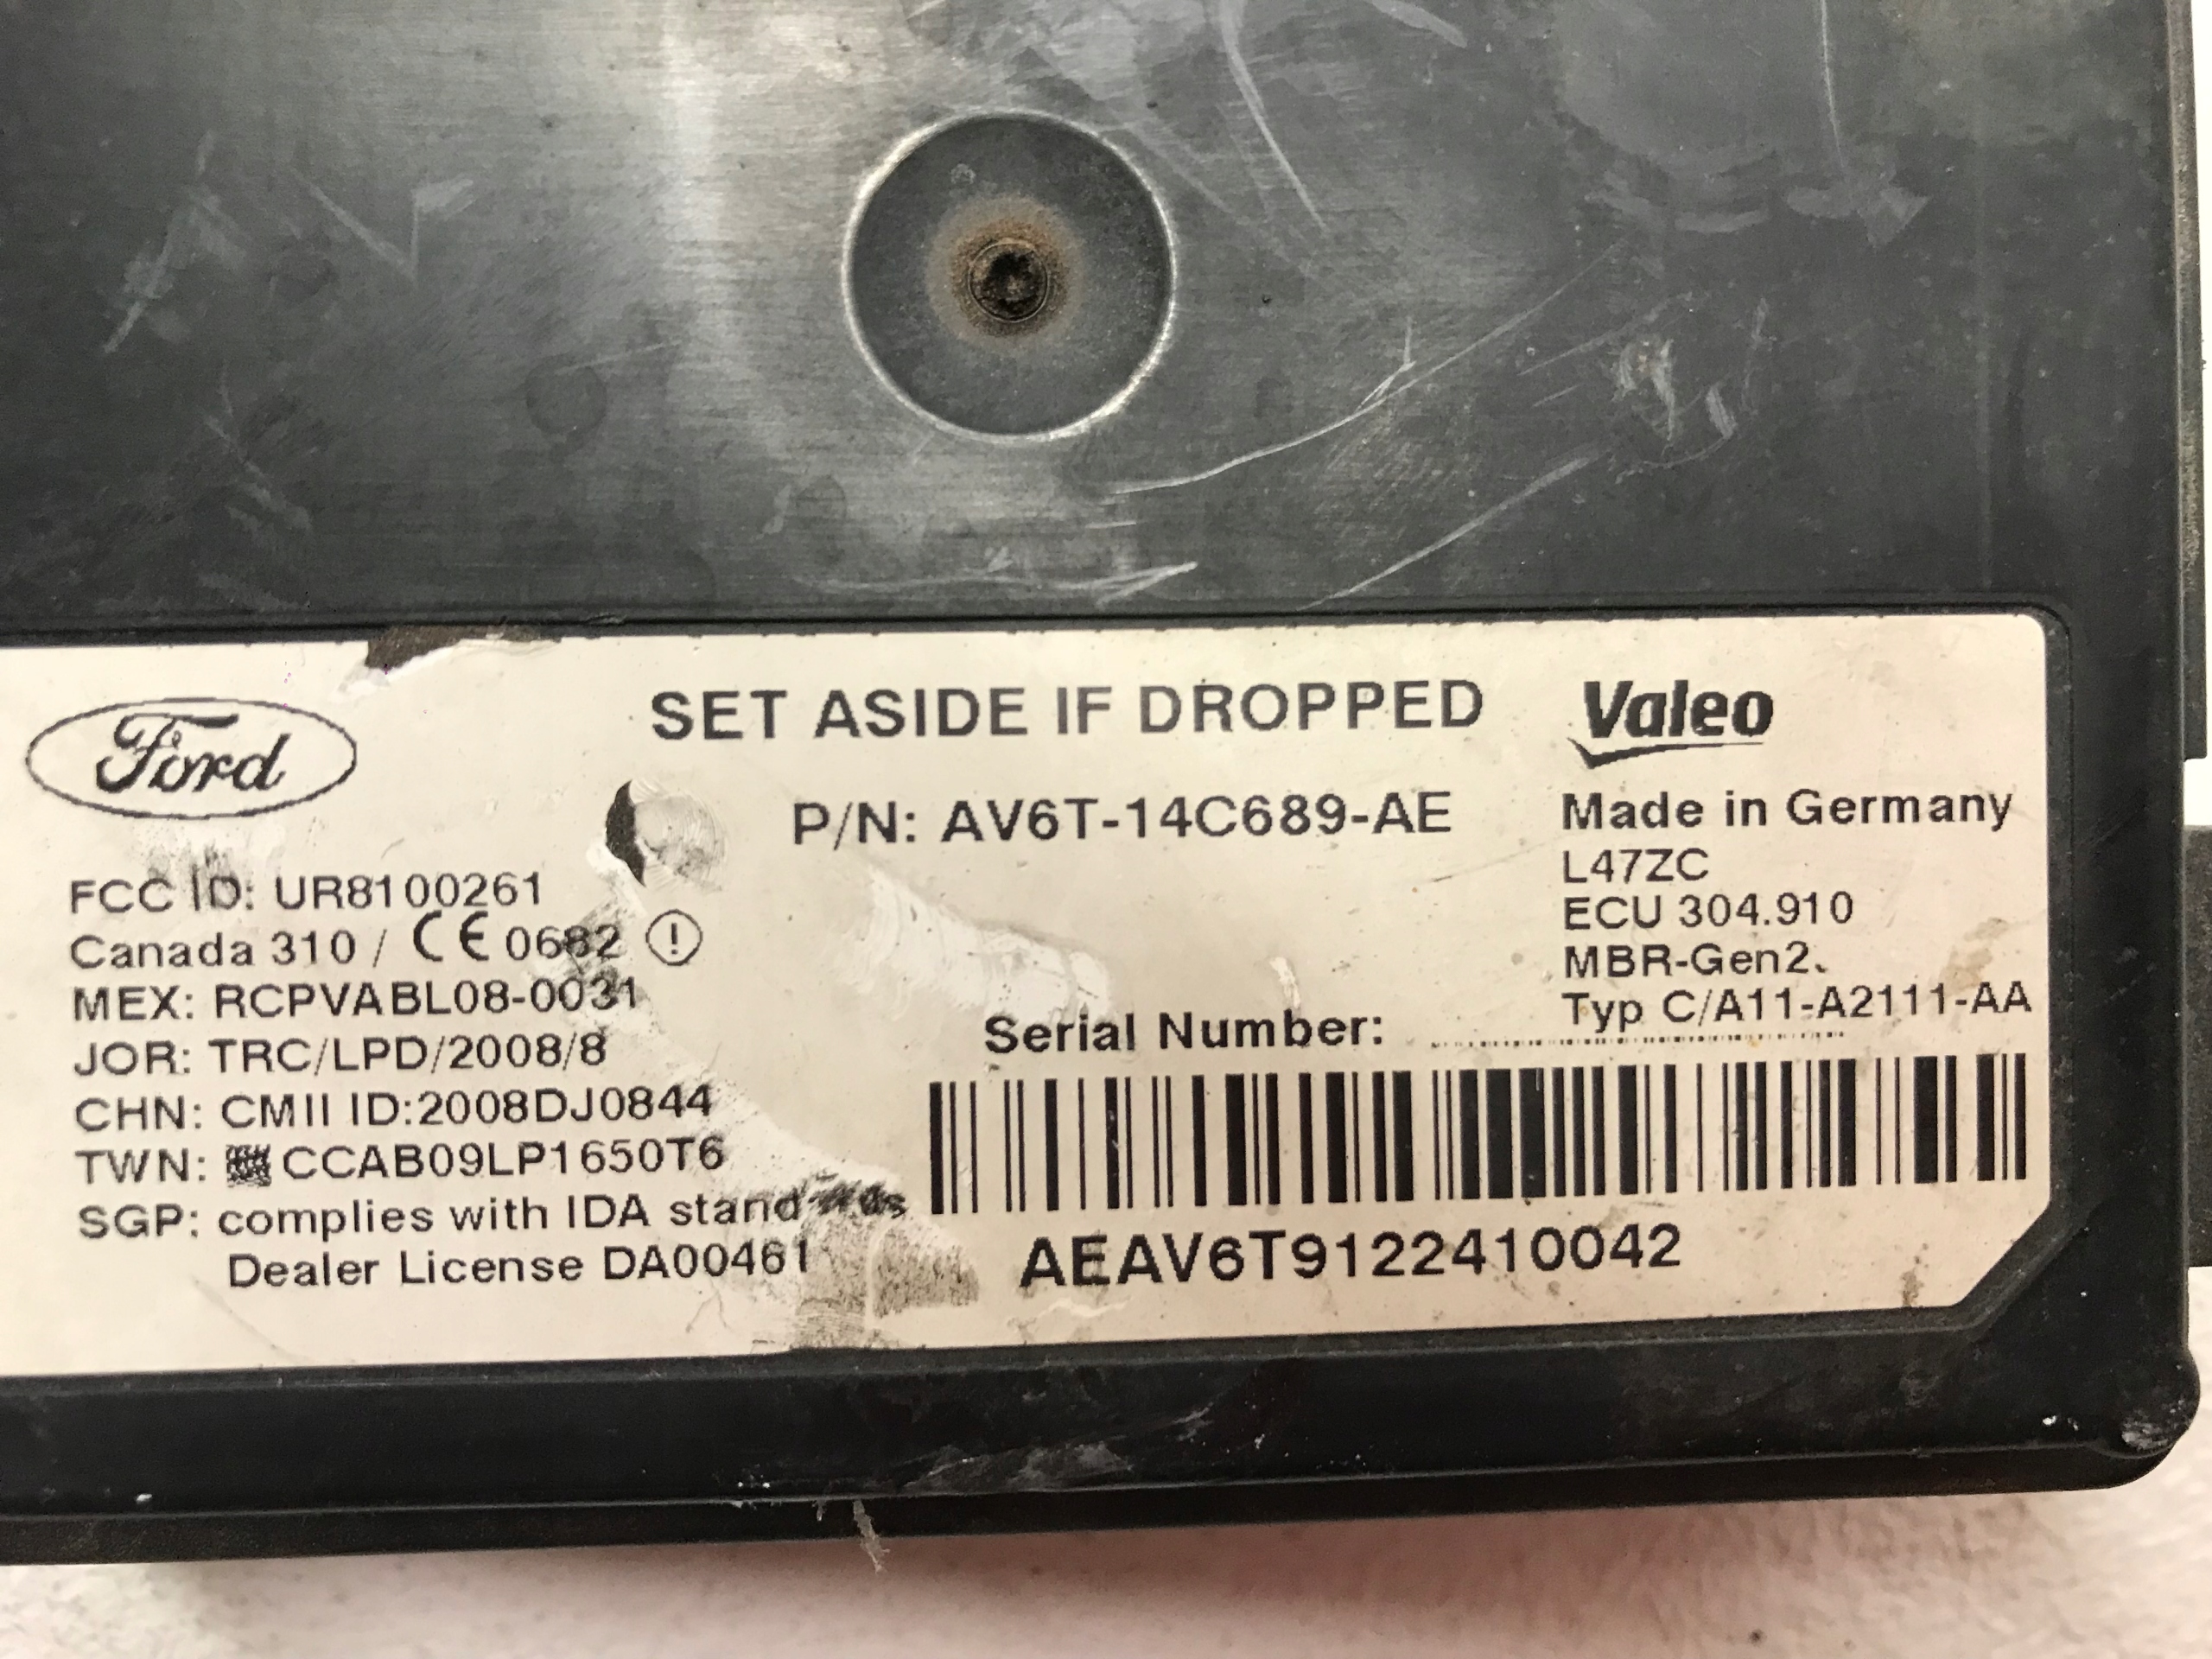 Ford
SET ASIDE IF DROPPED
Valeo
P/N: AV6T-14C689-AE
Made in Germany
L47ZC
ECU 304.910
MBR-Gen2.
Typ C/A11-A2111-AA
FCC ID: UR8100261
Canada 310 / CE 0682
MEX: RCPVABL08-0031
JOR: TRC/LPD/2008/8
CHN: CMII ID:2008DJ0844
TWN: CCAB09LP1650T6
SGP: complies with IDA
Dealer License DA00461
Serial Number:
AEAV6T9122410042